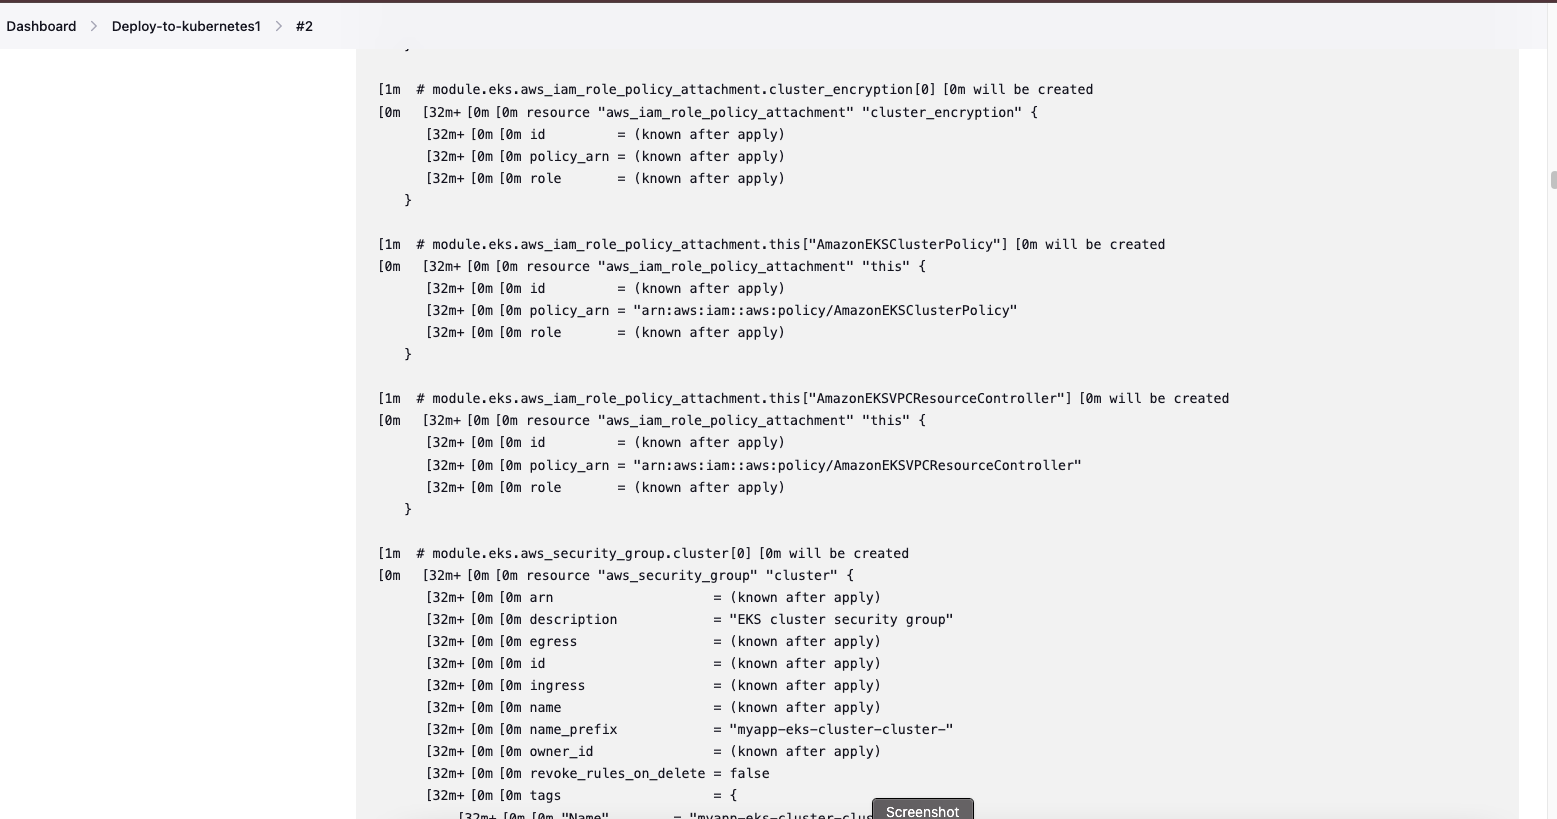 Dashboard > Deploy-to-kubernetes1 > #2
}
[1m  # module.eks.aws_iam_role_policy_attachment.cluster_encryption[0] [0m will be created
[0m  [32m+ [0m [0m resource "aws_iam_role_policy_attachment" "cluster_encryption" {
[32m+ [0m [0m id         = (known after apply)
[32m+ [0m [0m policy_arn = (known after apply)
[32m+ [0m [0m role       = (known after apply)
}
[1m  # module.eks.aws_iam_role_policy_attachment.this["AmazonEKSClusterPolicy"] [0m will be created
[0m  [32m+ [0m [0m resource "aws_iam_role_policy_attachment" "this" {
[32m+ [0m [0m id         = (known after apply)
[32m+ [0m [0m policy_arn = "arn:aws:iam::aws:policy/AmazonEKSClusterPolicy"
[32m+ [0m [0m role       = (known after apply)
}
[1m  # module.eks.aws_iam_role_policy_attachment.this["AmazonEKSVPCResourceController"] [0m will be created
[0m  [32m+ [0m [0m resource "aws_iam_role_policy_attachment" "this" {
[32m+ [0m [0m id         = (known after apply)
[32m+ [0m [0m policy_arn = "arn:aws:iam::aws:policy/AmazonEKSVPCResourceController"
[32m+ [0m [0m role       = (known after apply)
}
[1m  # module.eks.aws_security_group.cluster[0] [0m will be created
[0m  [32m+ [0m [0m resource "aws_security_group" "cluster" {
[32m+ [0m [0m arn                    = (known after apply)
[32m+ [0m [0m description            = "EKS cluster security group"
[32m+ [0m [0m egress                 = (known after apply)
[32m+ [0m [0m id                     = (known after apply)
[32m+ [0m [0m ingress                = (known after apply)
[32m+ [0m [0m name                   = (known after apply)
[32m+ [0m [0m name_prefix            = "myapp-eks-cluster-cluster-"
[32m+ [0m [0m owner_id               = (known after apply)
[32m+ [0m [0m revoke_rules_on_delete = false
[32m+ [0m [0m tags                   = {
[32m+ [0m [0m "Name"        = "myapp-eks-cluster-clus
Screenshot